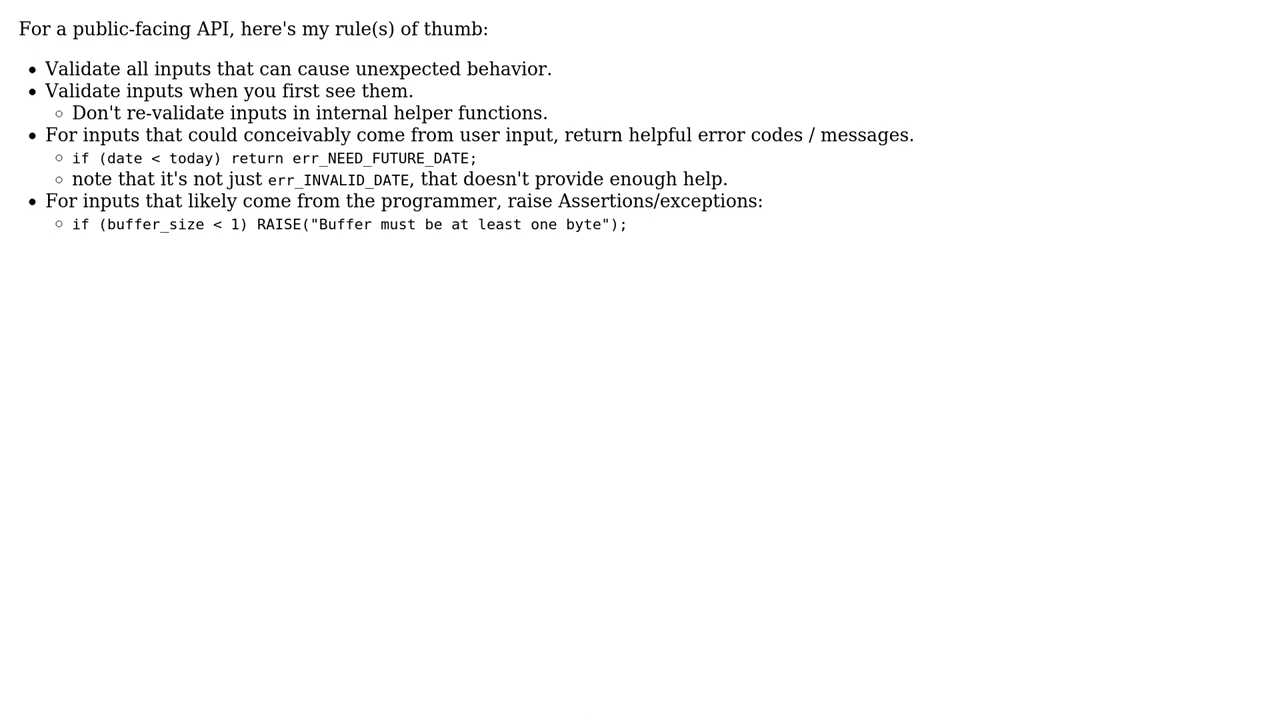 For a public-facing API, here's my rule(s) of thumb:
Validate all inputs that can cause unexpected behavior.
Validate inputs when you first see them.
Don't re-validate inputs in internal helper functions.
For inputs that could conceivably come from user input, return helpful error codes / messages.
if (date < today) return err_NEED_FUTURE_DATE;
note that it's not just err_INVALID_DATE, that doesn't provide enough help.
For inputs that likely come from the programmer, raise Assertions/exceptions:
if (buffer_size < 1) RAISE("Buffer must be at least one byte");